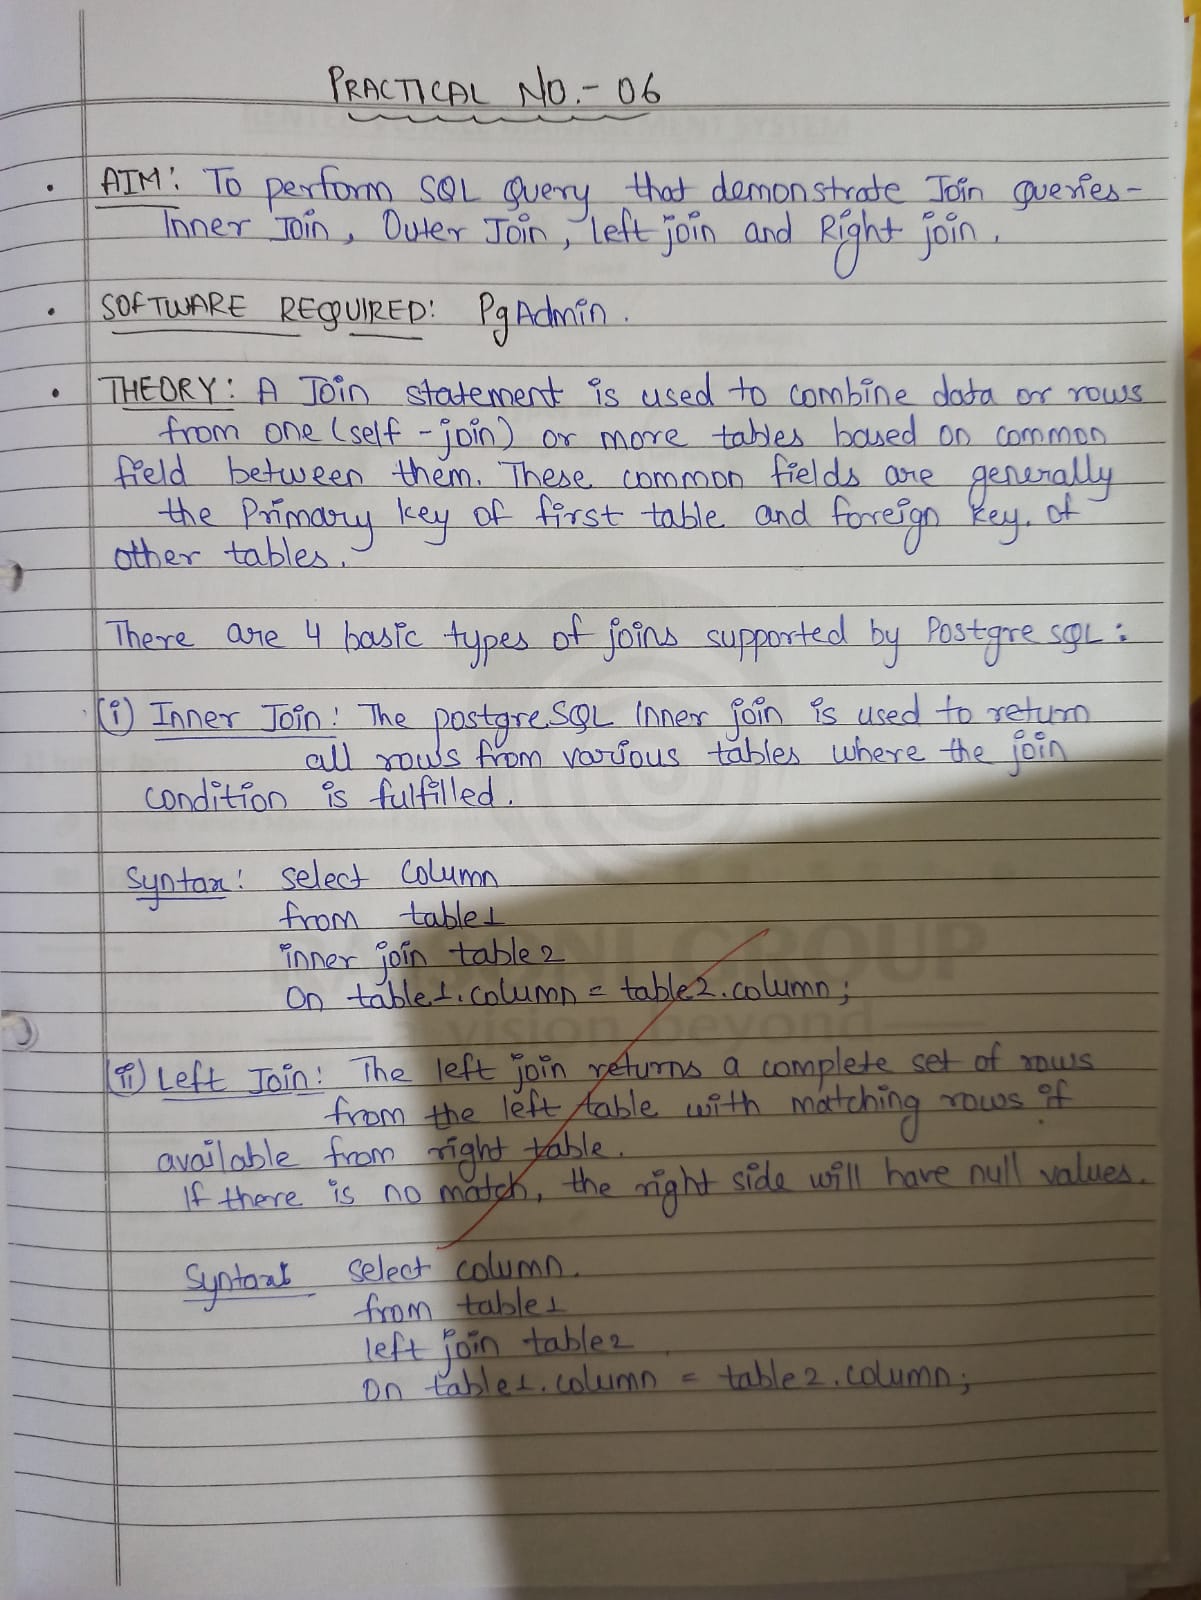 PRACTICAL NO.- 06
• AIM: To perform SQL Query that demonstrate Join queries-
Inner Join, Outer Join, left join and Right join.
• SOFTWARE REQUIRED: PgAdmin.
• THEORY: A Join statement is used to combine data or rows
from one (self-join) or more tables based on common
field between them. These common fields are generally
the Primary key of first table and foreign key. of
other tables.
There are 4 basic types of joins supported by Postgre SQL:
(i) Inner Join: The postgreSQL Inner join is used to return
all rows from various tables where the join
condition is fulfilled.
Syntax: select column
from table1
inner join table2
On table1.column = table2.column;
(ii) Left Join: The left join returns a complete set of rows
from the left table with matching rows if
available from right table.
If there is no match, the right side will have null values.
Syntax: select column.
from table1
left join table2
on table1.column = table2.column;
RAISONI GROUP
a vision beyond